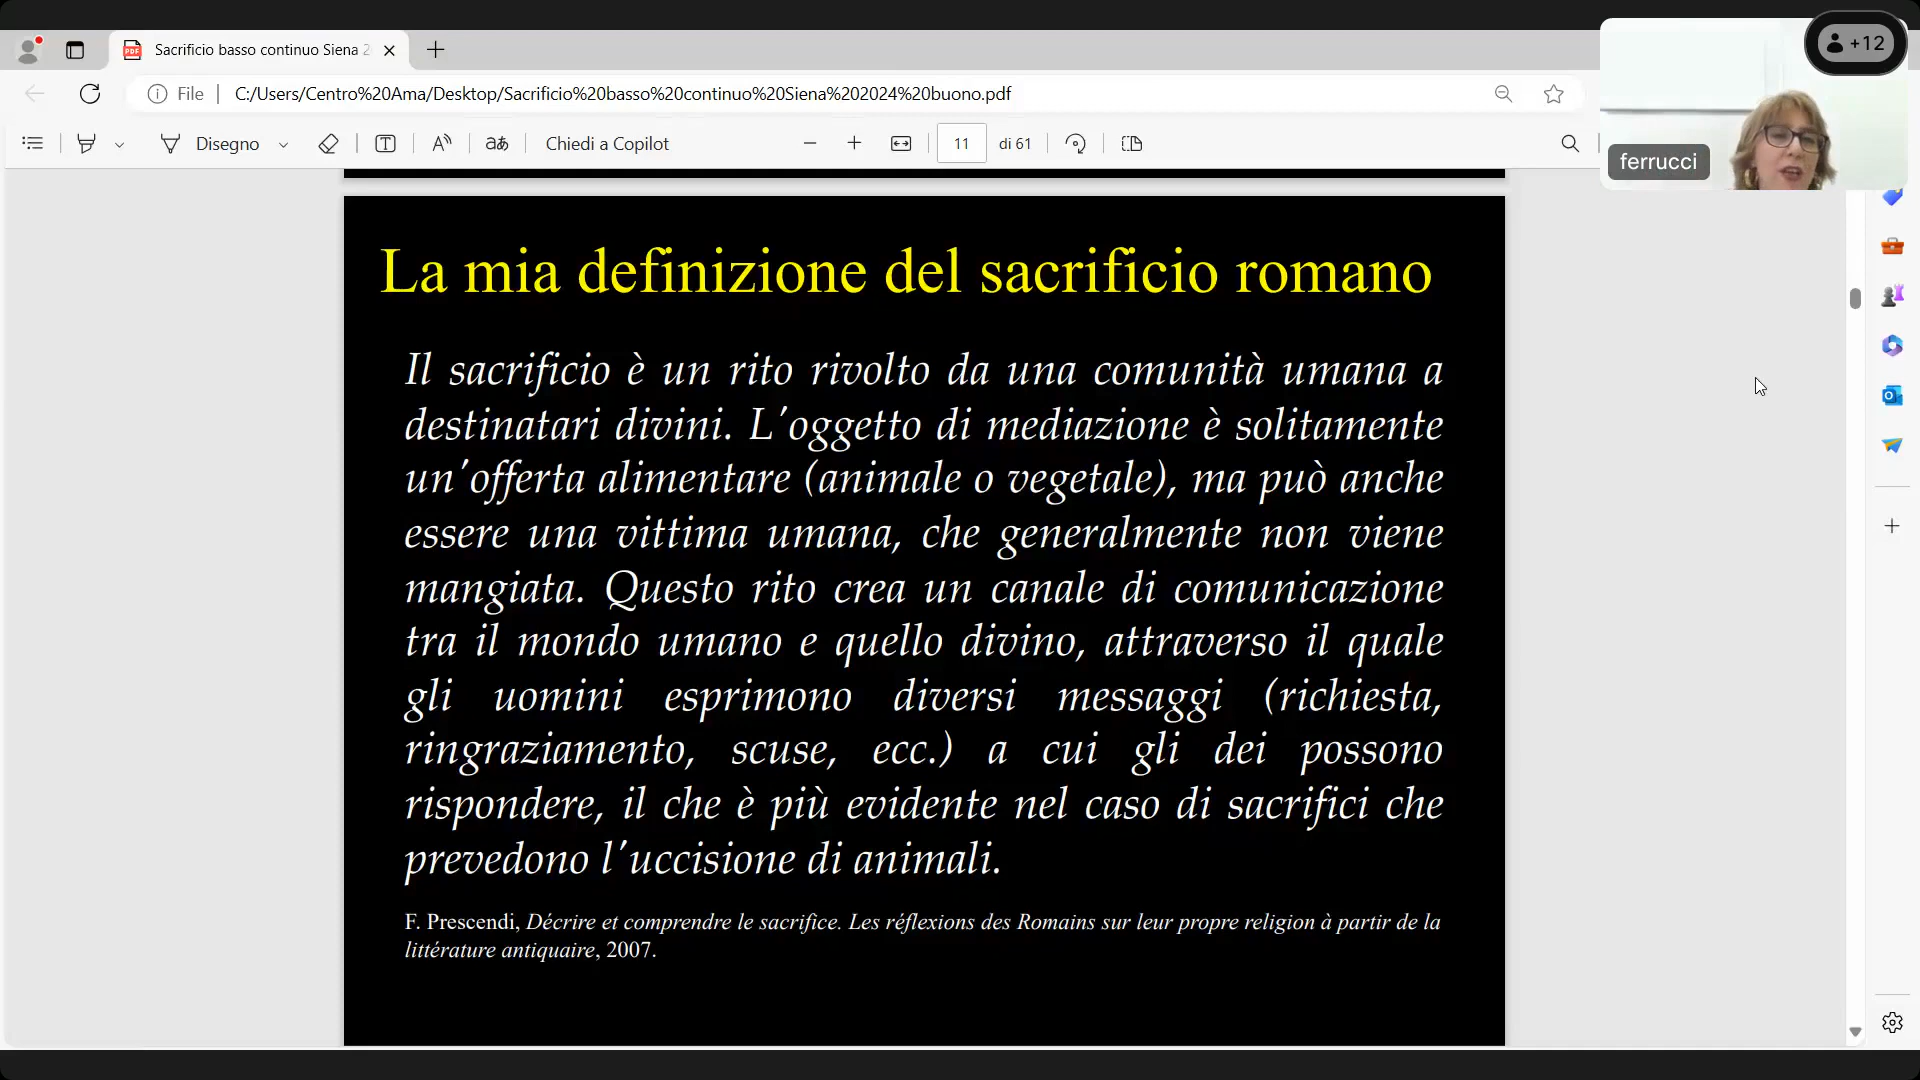 Sacrificio basso continuo Siena 2
+12
File
C:/Users/Centro%20Ama/Desktop/Sacrificio%20basso%20continuo%20Siena%202024%20buono.pdf
Disegno
Chiedi a Copilot
11
di 61
ferrucci
La mia definizione del sacrificio romano
Il sacrificio è un rito rivolto da una comunità umana a
destinatari divini. L'oggetto di mediazione è solitamente
un'offerta alimentare (animale o vegetale), ma può anche
essere una vittima umana, che generalmente non viene
mangiata. Questo rito crea un canale di comunicazione
tra il mondo umano e quello divino, attraverso il quale
gli uomini esprimono diversi messaggi (richiesta,
ringraziamento, scuse, ecc.) a cui gli dei possono
rispondere, il che è più evidente nel caso di sacrifici che
prevedono l'uccisione di animali.
F. Prescendi, Décrire et comprendre le sacrifice. Les réflexions des Romains sur leur propre religion à partir de la
littérature antiquaire, 2007.